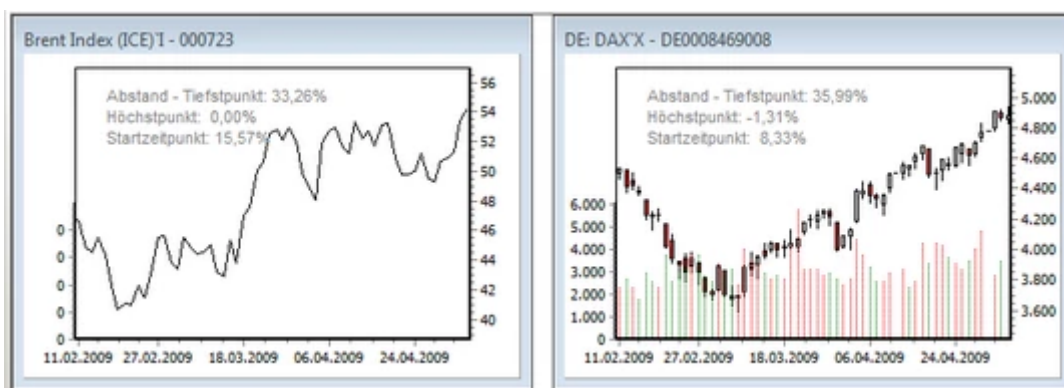 Brent Index (ICE)'I - 000723
Abstand - Tiefstpunkt: 33,26%
Höchstpunkt: 0,00%
Startzeitpunkt: 15,57%
56
54
52
50
48
46
44
42
40
0
0
0
0
0
11.02.2009 27.02.2009 18.03.2009 06.04.2009 24.04.2009
DE: DAX'X - DE0008469008
Abstand - Tiefstpunkt: 35,99%
Höchstpunkt: -1,31%
Startzeitpunkt: 8,33%
5.000
4.800
4.600
4.400
4.200
4.000
3.800
3.600
6.000
5.000
4.000
3.000
2.000
1.000
0
11.02.2009 27.02.2009 18.03.2009 06.04.2009 24.04.2009